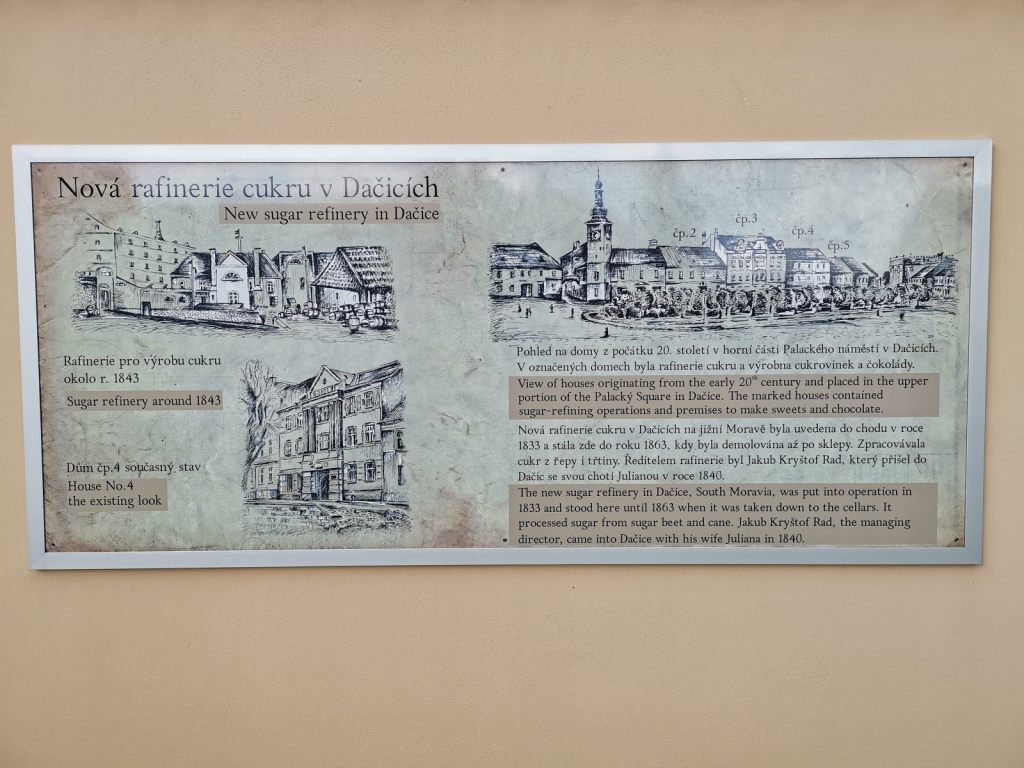 Nová rafinerie cukru v Dačicích
New sugar refinery in Dačice
Rafinerie pro výrobu cukru
okolo r. 1843
Sugar refinery around 1843
Dům čp.4 současný stav
House No.4
the existing look
čp.2
čp.3
čp.4
čp.5
Pohled na domy z počátku 20. století v horní části Palackého náměstí v Dačicích.
V označených domech byla rafinerie cukru a výrobna cukrovinek a čokolády.
View of houses originating from the early 20th century and placed in the upper
portion of the Palacký Square in Dačice. The marked houses contained
sugar-refining operations and premises to make sweets and chocolate.
Nová rafinerie cukru v Dačicích na jižní Moravě byla uvedena do chodu v roce
1833 a stála zde do roku 1863, kdy byla demolována až po sklepy. Zpracovávala
cukr z řepy i třtiny. Ředitelem rafinerie byl Jakub Kryštof Rad, který přišel do
Dačic se svou chotí Julianou v roce 1840.
The new sugar refinery in Dačice, South Moravia, was put into operation in
1833 and stood here until 1863 when it was taken down to the cellars. It
processed sugar from sugar beet and cane. Jakub Kryštof Rad, the managing
director, came into Dačice with his wife Juliana in 1840.